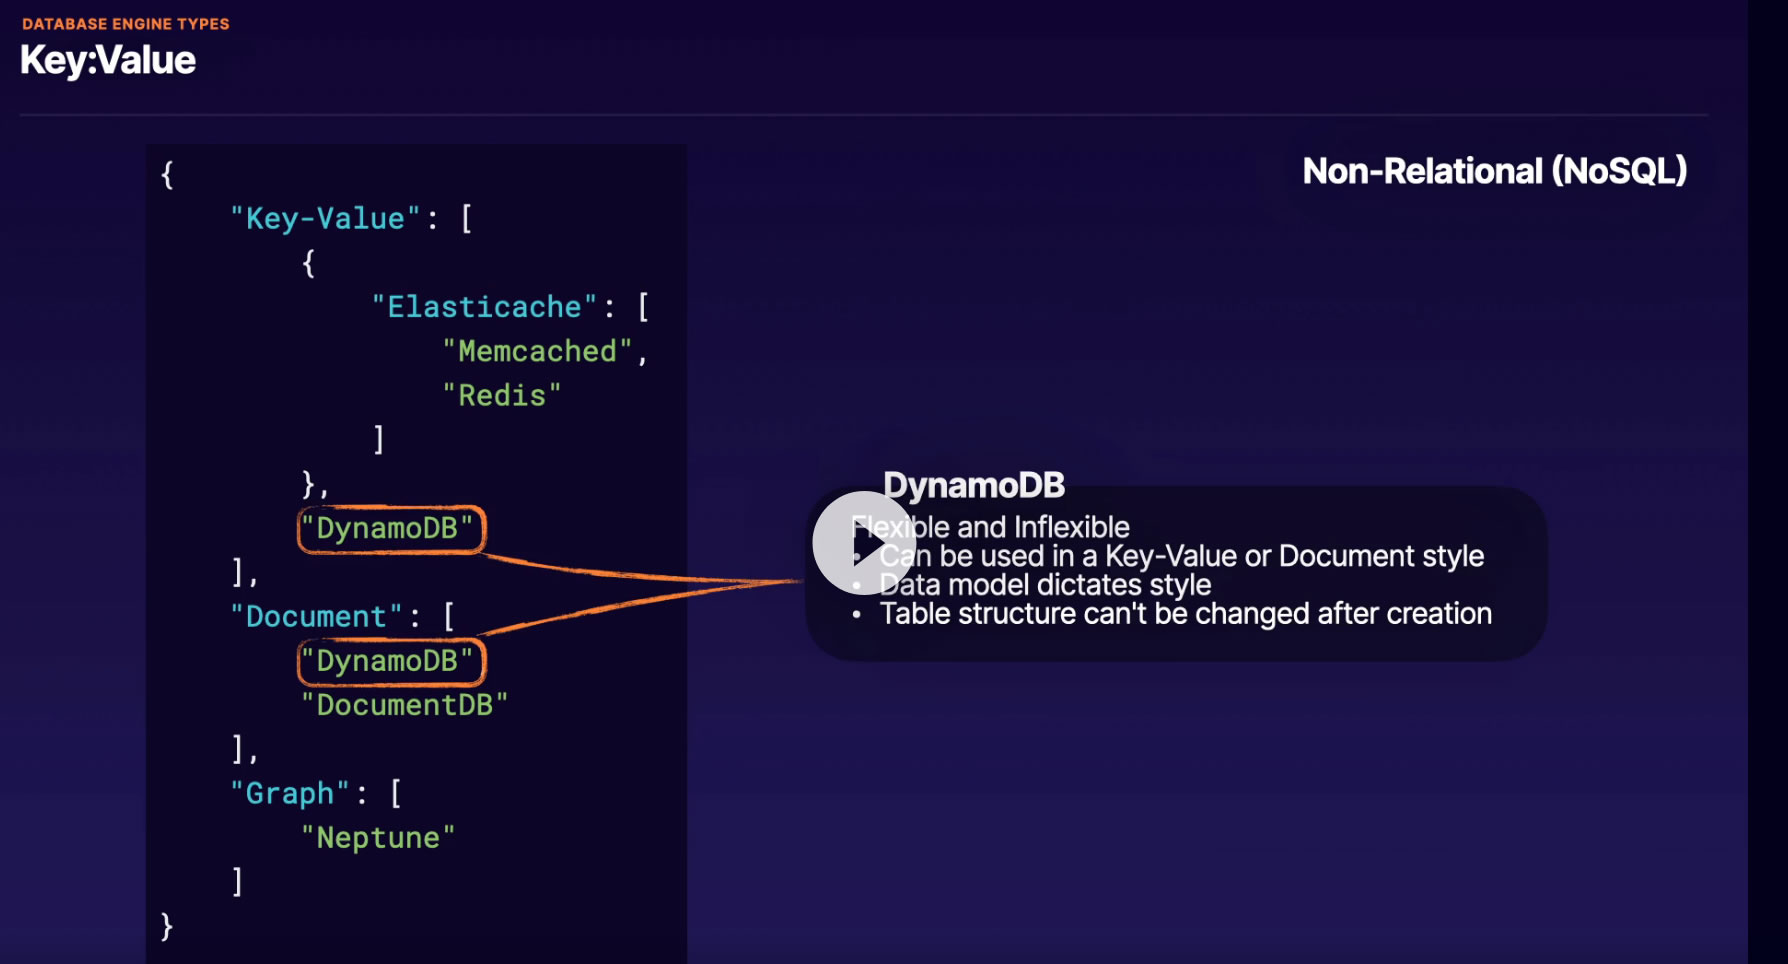 DATABASE ENGINE TYPES
Key:Value
Non-Relational (NoSQL)
{
"Key-Value": [
{
"Elasticache": [
"Memcached",
"Redis"
]
},
"DynamoDB"
],
"Document": [
"DynamoDB"
"DocumentDB"
],
"Graph": [
"Neptune"
]
}
DynamoDB
Flexible and Inflexible
• Can be used in a Key-Value or Document style
• Data model dictates style
• Table structure can't be changed after creation